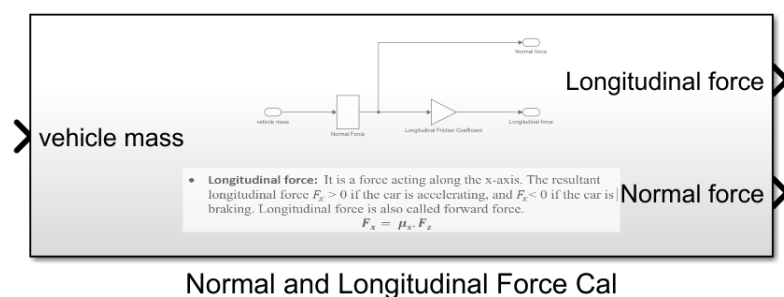 Normal force
Longitudinal force
vehicle mass
Normal Force
Longitudinal Friction Coefficient
Longitudinal force
vehicle mass
• Longitudinal force: It is a force acting along the x-axis. The resultant
longitudinal force Fₓ > 0 if the car is accelerating, and Fₓ< 0 if the car is
braking. Longitudinal force is also called forward force.
Fₓ = μₛ. F_z
Normal force
Normal and Longitudinal Force Cal